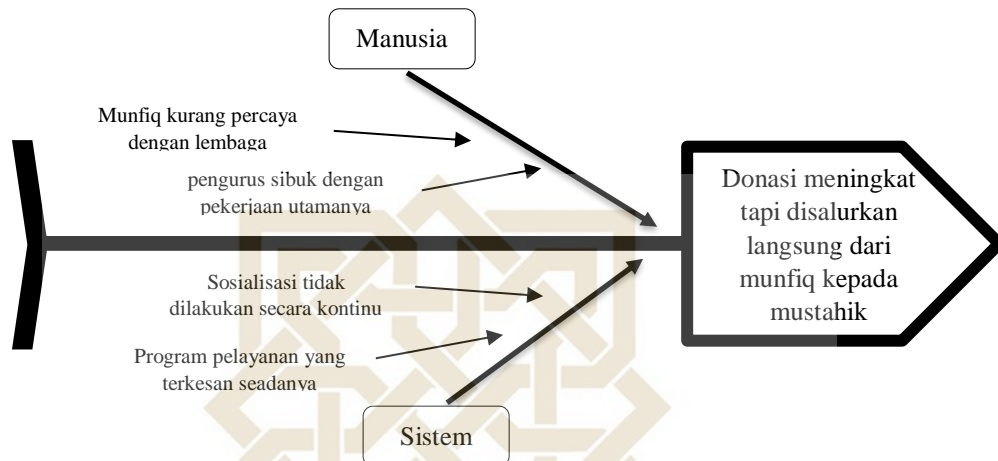 Manusia
Munfiq kurang percaya
dengan lembaga
pengurus sibuk dengan
pekerjaan utamanya
Donasi meningkat
tapi disalurkan
langsung dari
munfiq kepada
mustahik
Sosialisasi tidak
dilakukan secara kontinu
Program pelayanan yang
terkesan seadanya
Sistem